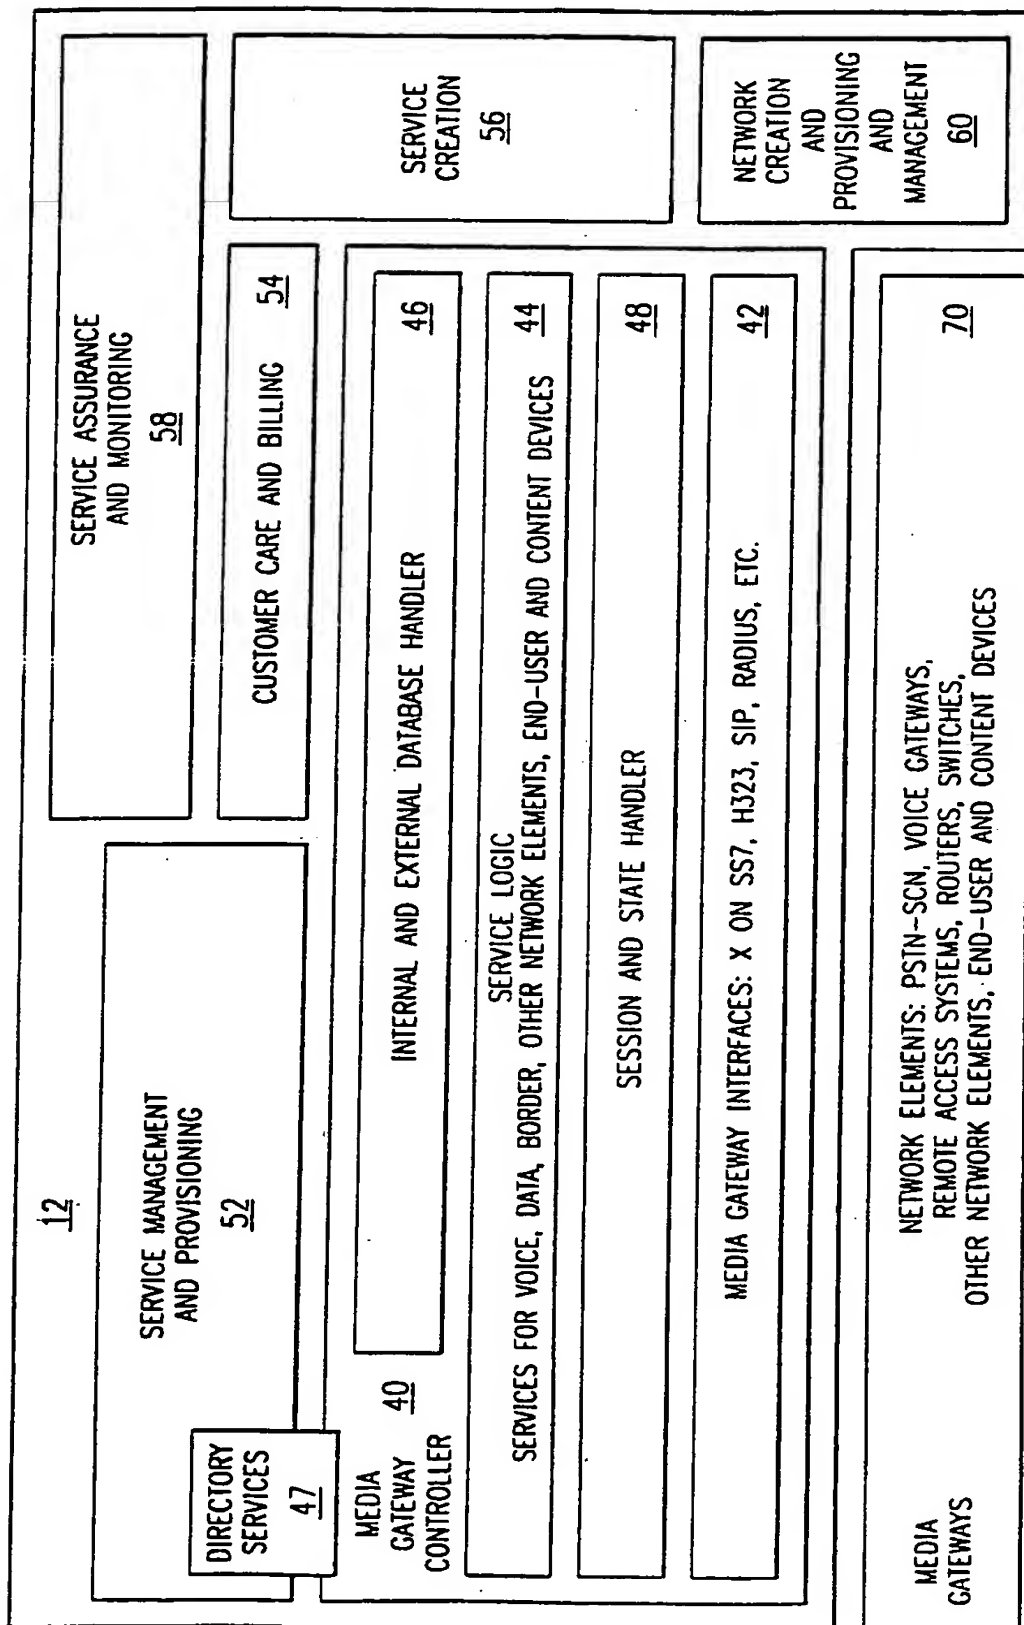 12
SERVICE MANAGEMENT
AND PROVISIONING
52
SERVICE ASSURANCE
AND MONITORING
58
DIRECTORY
SERVICES
47
CUSTOMER CARE AND BILLING
54
SERVICE
CREATION
56
MEDIA
GATEWAY
CONTROLLER
40
INTERNAL AND EXTERNAL DATABASE HANDLER
46
SERVICE LOGIC
SERVICES FOR VOICE, DATA, BORDER, OTHER NETWORK ELEMENTS, END-USER AND CONTENT DEVICES
44
SESSION AND STATE HANDLER
48
MEDIA GATEWAY INTERFACES: X ON SS7, H323, SIP, RADIUS, ETC.
42
NETWORK
CREATION
AND
PROVISIONING
AND
MANAGEMENT
60
MEDIA
GATEWAYS
NETWORK ELEMENTS: PSTN-SCN, VOICE GATEWAYS,
REMOTE ACCESS SYSTEMS, ROUTERS, SWITCHES,
OTHER NETWORK ELEMENTS, END-USER AND CONTENT DEVICES
70